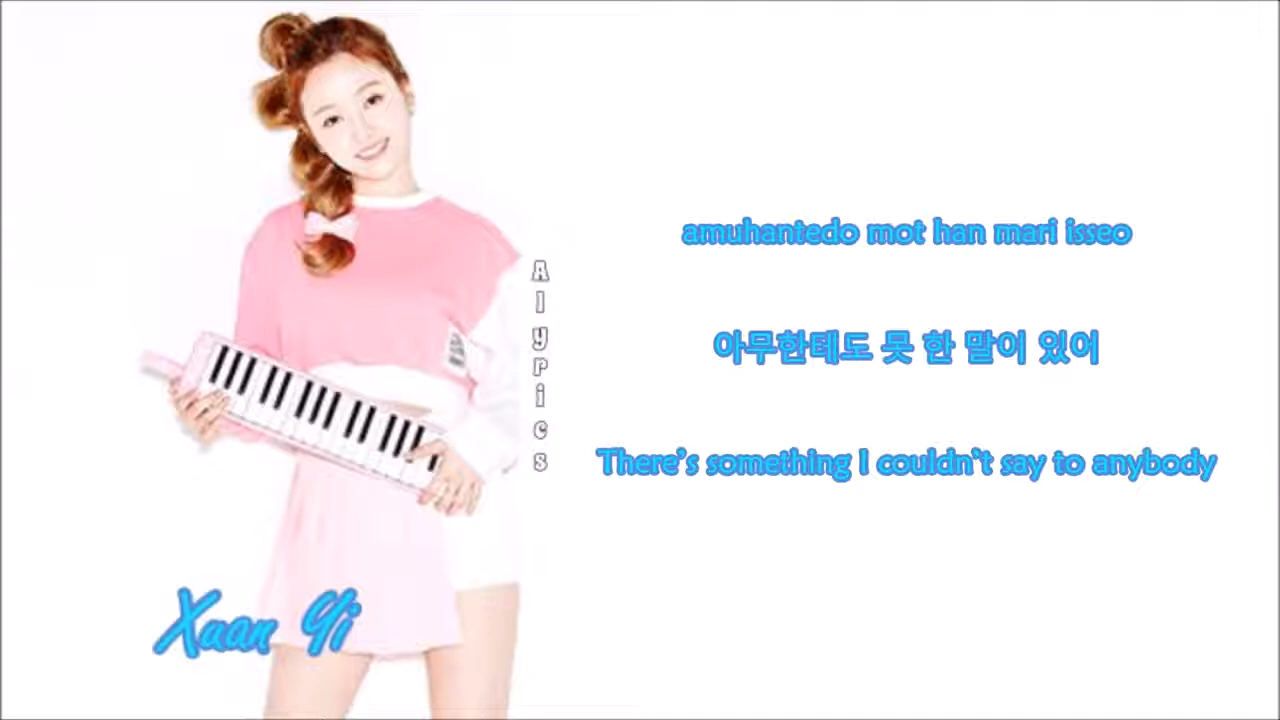 amuhantedo mot han mari isseo
아무한테도 못 한 말이 있어
There's something I couldn't say to anybody
Alyrics
Xuan Yi